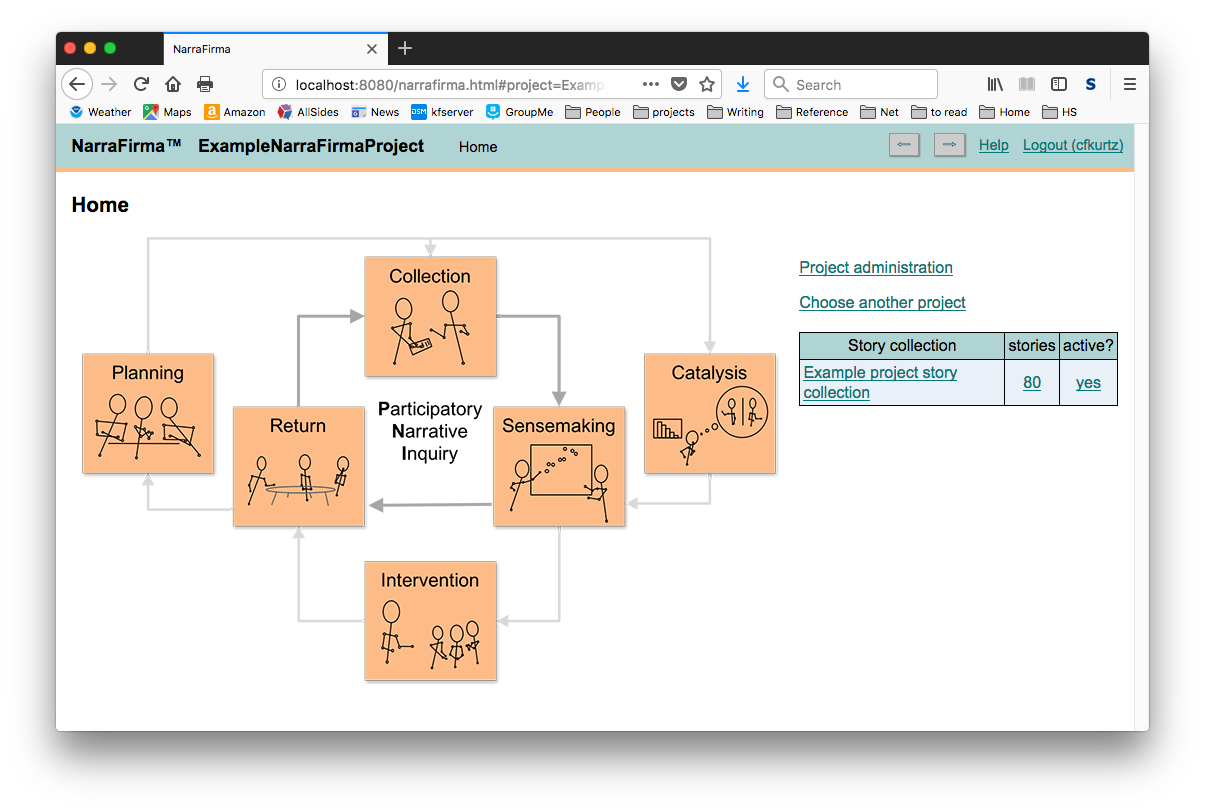 NarraFirma
localhost:8080/narrafirma.html#project=Examp
Search
S
Weather Maps Amazon AllSides News kfserver GroupMe People projects Writing Reference Net to read Home HS
NarraFirma™ ExampleNarraFirmaProject Home Help Logout (cfkurtz)
Home
Collection
Planning
Return
Participatory
Narrative
Inquiry
Sensemaking
Catalysis
Intervention
Project administration
Choose another project
Story collection stories active?
Example project story
collection 80 yes